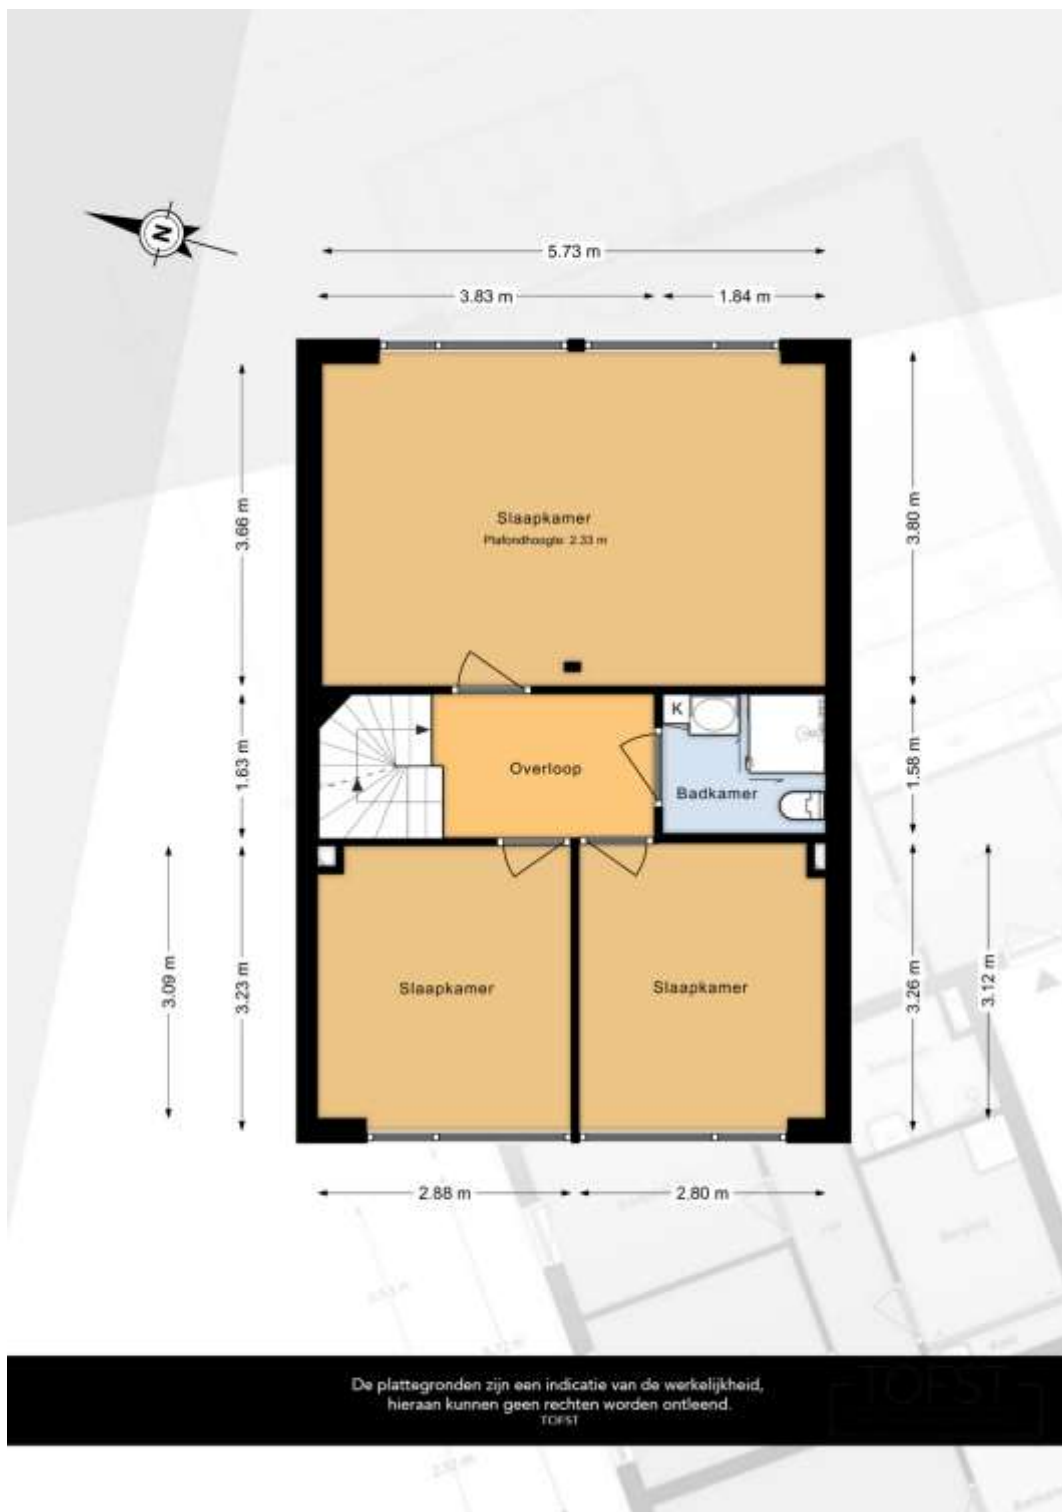 N
5.73 m
3.83 m
1.84 m
3.66 m
3.80 m
Slaapkamer
Plafondhoogte: 2.33 m
1.63 m
1.58 m
K
Overloop
Badkamer
3.09 m
3.23 m
Slaapkamer
Slaapkamer
3.26 m
3.12 m
2.88 m
2.80 m
De plattegronden zijn een indicatie van de werkelijkheid,
hieraan kunnen geen rechten worden ontleend.
TOFST
TOFST